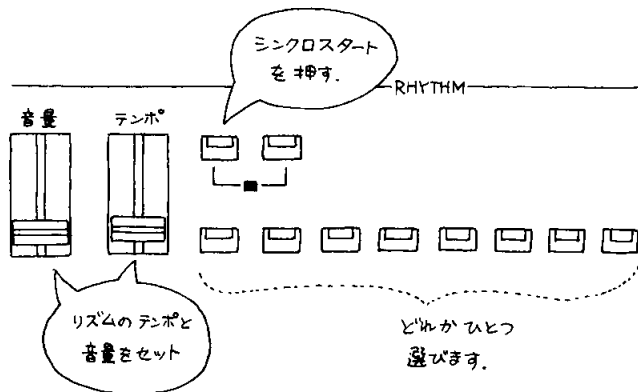 シンクロスタート
を押す.
RHYTHM
音量
テンポ
リズムのテンポと
音量をセット
どれかひとつ
選びます.